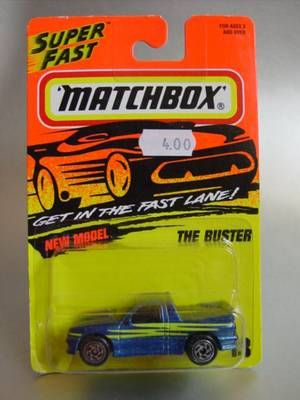 SUPER
FAST
FOR AGES 3
AND OVER
MATCHBOX®
4.00
GET IN THE FAST LANE!
NEW MODEL
THE BUSTER